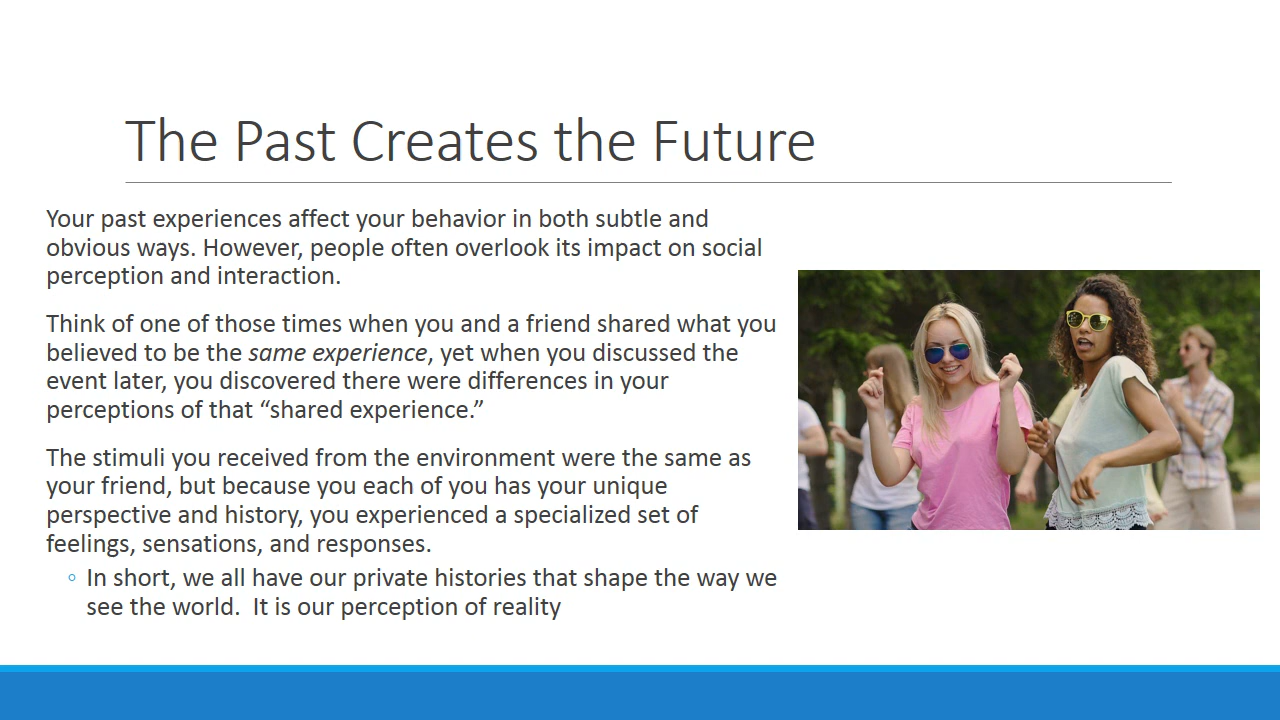 The Past Creates the Future
Your past experiences affect your behavior in both subtle and
obvious ways. However, people often overlook its impact on social
perception and interaction.
Think of one of those times when you and a friend shared what you
believed to be the same experience, yet when you discussed the
event later, you discovered there were differences in your
perceptions of that “shared experience.”
The stimuli you received from the environment were the same as
your friend, but because you each of you has your unique
perspective and history, you experienced a specialized set of
feelings, sensations, and responses.
◦ In short, we all have our private histories that shape the way we
see the world.  It is our perception of reality